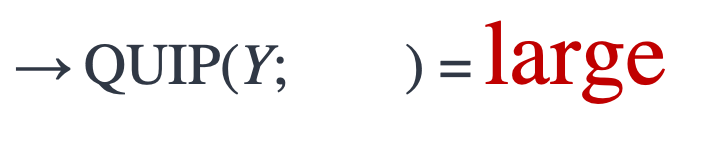 → QUIP(Y; ) = large